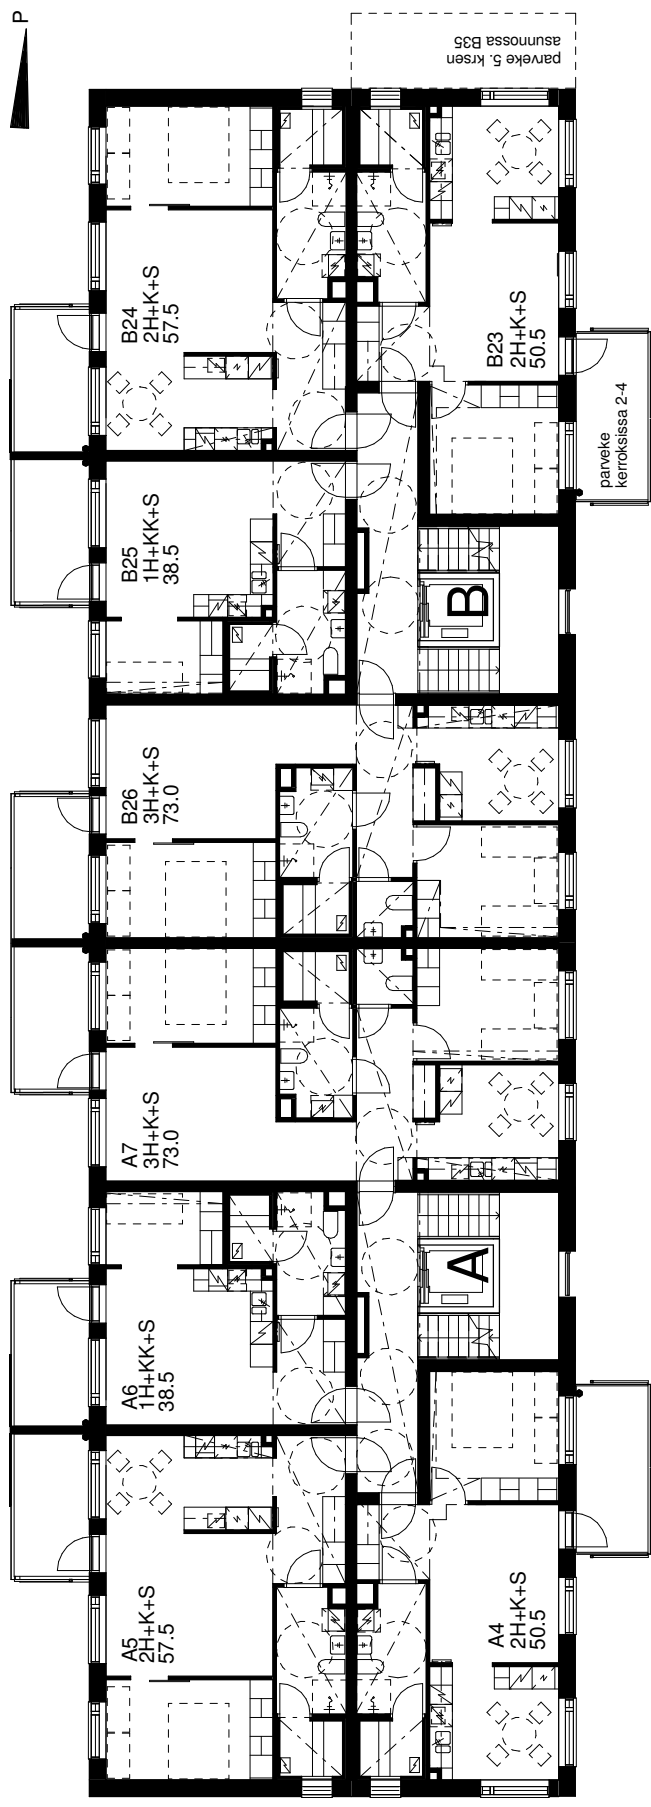 P
parveke 5. krsen
asunnossa B35
B24
2H+K+S
57.5
B23
2H+K+S
50.5
parveke
kerroksissa 2-4
B25
1H+KK+S
38.5
B
B26
3H+K+S
73.0
A7
3H+K+S
73.0
A
A6
1H+KK+S
38.5
A5
2H+K+S
57.5
A4
2H+K+S
50.5